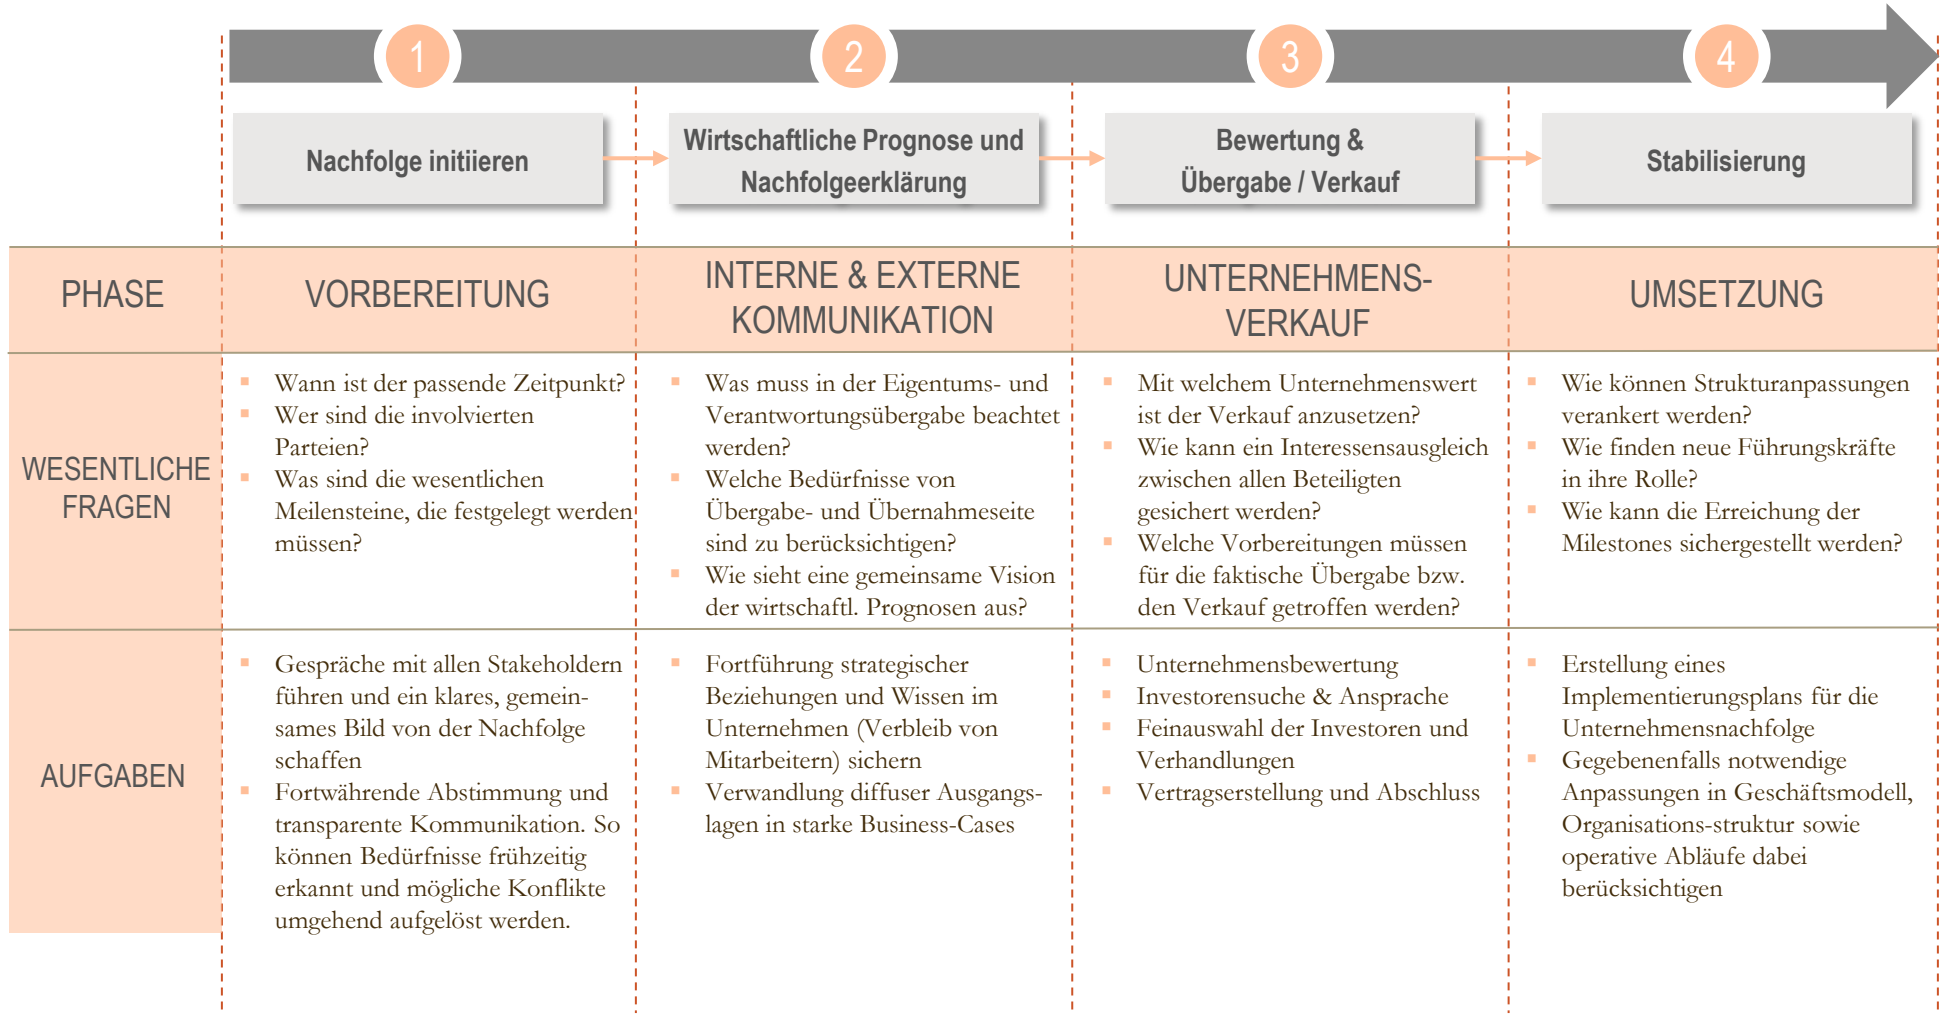 1
2
3
4
Nachfolge initiieren
Wirtschaftliche Prognose und
Nachfolgeerklärung
Bewertung &
Übergabe / Verkauf
Stabilisierung
PHASE
VORBEREITUNG
INTERNE & EXTERNE
KOMMUNIKATION
UNTERNEHMENS-
VERKAUF
UMSETZUNG
WESENTLICHE
FRAGEN
▪ Wann ist der passende Zeitpunkt?
▪ Wer sind die involvierten
Parteien?
▪ Was sind die wesentlichen
Meilensteine, die festgelegt werden
müssen?
▪ Was muss in der Eigentums- und
Verantwortungsübergabe beachtet
werden?
▪ Welche Bedürfnisse von
Übergabe- und Übernahmeseite
sind zu berücksichtigen?
▪ Wie sieht eine gemeinsame Vision
der wirtschaftl. Prognosen aus?
▪ Mit welchem Unternehmenswert
ist der Verkauf anzusetzen?
▪ Wie kann ein Interessensausgleich
zwischen allen Beteiligten
gesichert werden?
▪ Welche Vorbereitungen müssen
für die faktische Übergabe bzw.
den Verkauf getroffen werden?
▪ Wie können Strukturanpassungen
verankert werden?
▪ Wie finden neue Führungskräfte
in ihre Rolle?
▪ Wie kann die Erreichung der
Milestones sichergestellt werden?
AUFGABEN
▪ Gespräche mit allen Stakeholdern
führen und ein klares, gemein-
sames Bild von der Nachfolge
schaffen
▪ Fortwährende Abstimmung und
transparente Kommunikation. So
können Bedürfnisse frühzeitig
erkannt und mögliche Konflikte
umgehend aufgelöst werden.
▪ Fortführung strategischer
Beziehungen und Wissen im
Unternehmen (Verbleib von
Mitarbeitern) sichern
▪ Verwandlung diffuser Ausgangs-
lagen in starke Business-Cases
▪ Unternehmensbewertung
▪ Investorensuche & Ansprache
▪ Feinauswahl der Investoren und
Verhandlungen
▪ Vertragserstellung und Abschluss
▪ Erstellung eines
Implementierungsplans für die
Unternehmensnachfolge
▪ Gegebenenfalls notwendige
Anpassungen in Geschäftsmodell,
Organisations-struktur sowie
operative Abläufe dabei
berücksichtigen